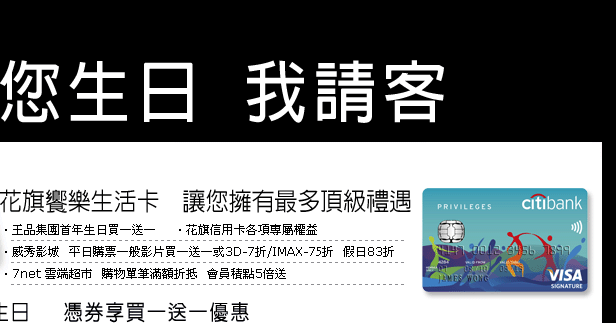 您生日 我請客
花旗饗樂生活卡 讓您擁有最多頂級禮遇
・王品集團首年生日買一送一 ・花旗信用卡各項專屬權益
・威秀影城 平日購票一般影片買一送一或3D-7折/IMAX-75折 假日83折
・7net 雲端超市 購物單筆滿額折抵 會員積點5倍送
PRIVILEGES citibank
JAMES WONG
VISA
SIGNATURE
生日 憑券享買一送一優惠